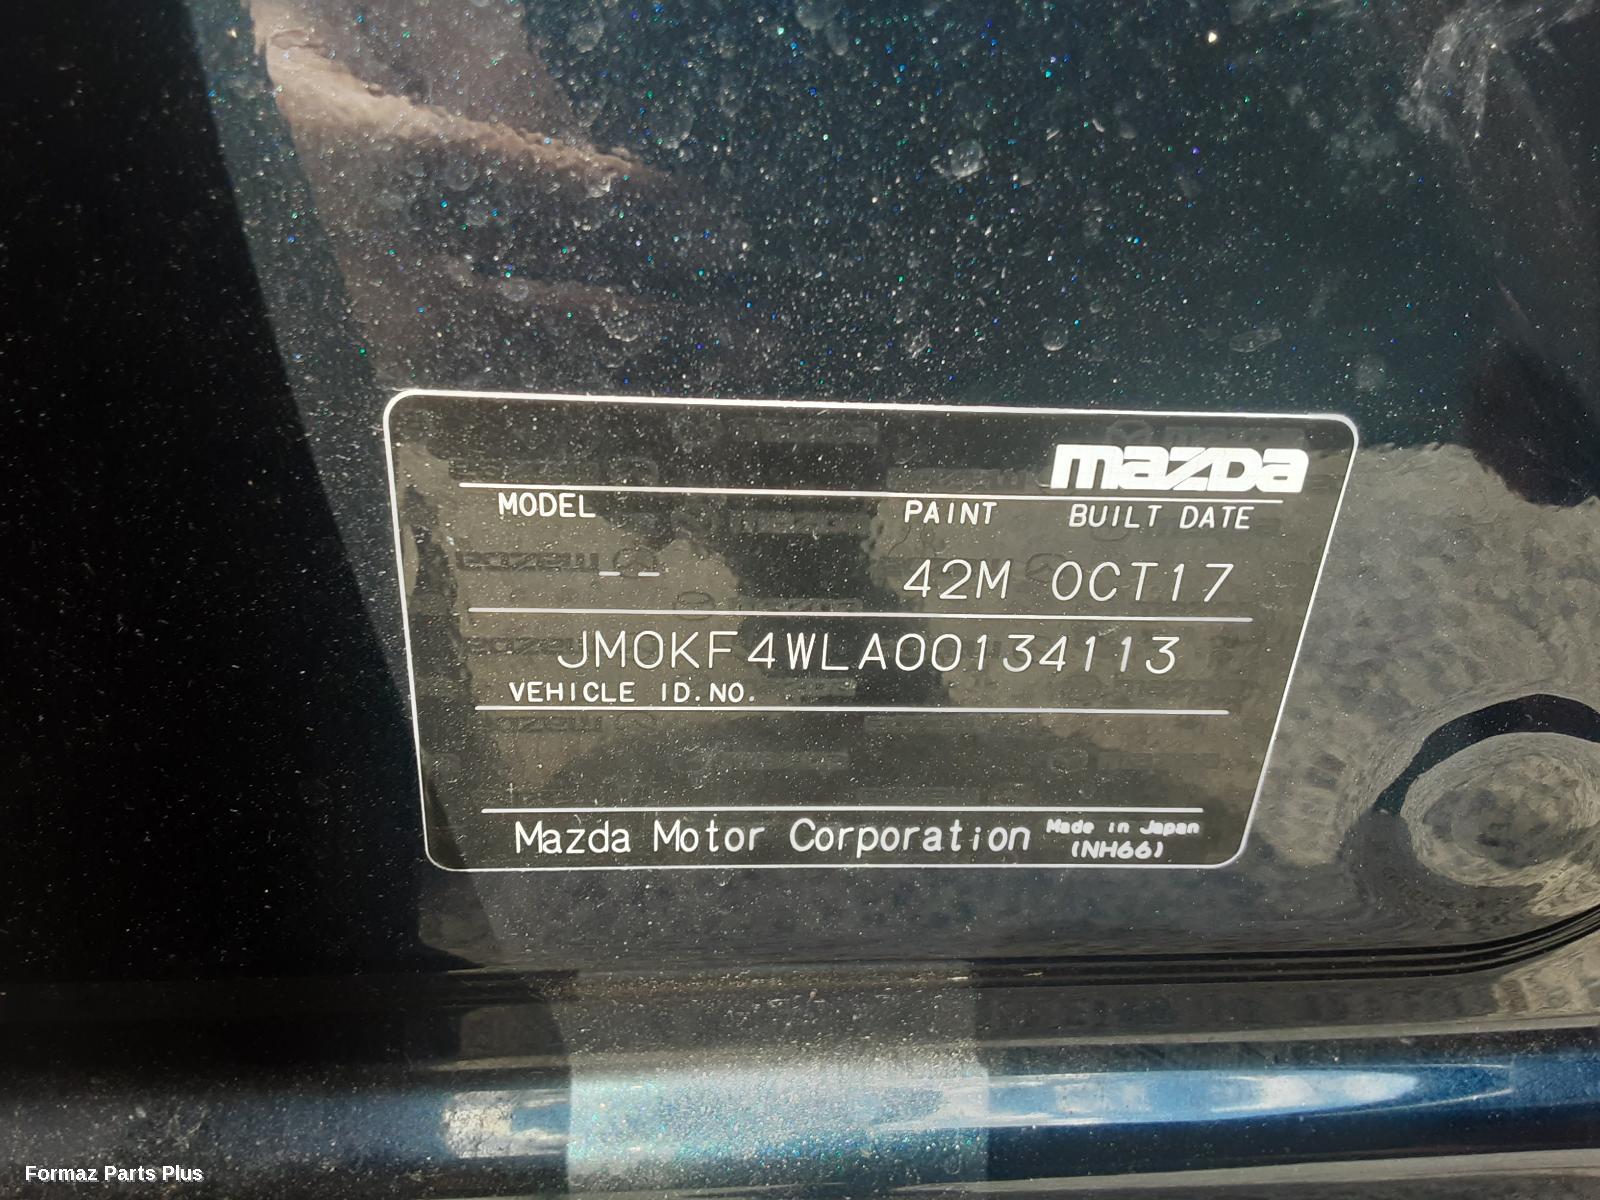 mazda
MODEL PAINT BUILT DATE
-- 42M OCT17
JM0KF4WLA00134113
VEHICLE ID.NO.
Mazda Motor Corporation Made in Japan
(NH66)
Formaz Parts Plus